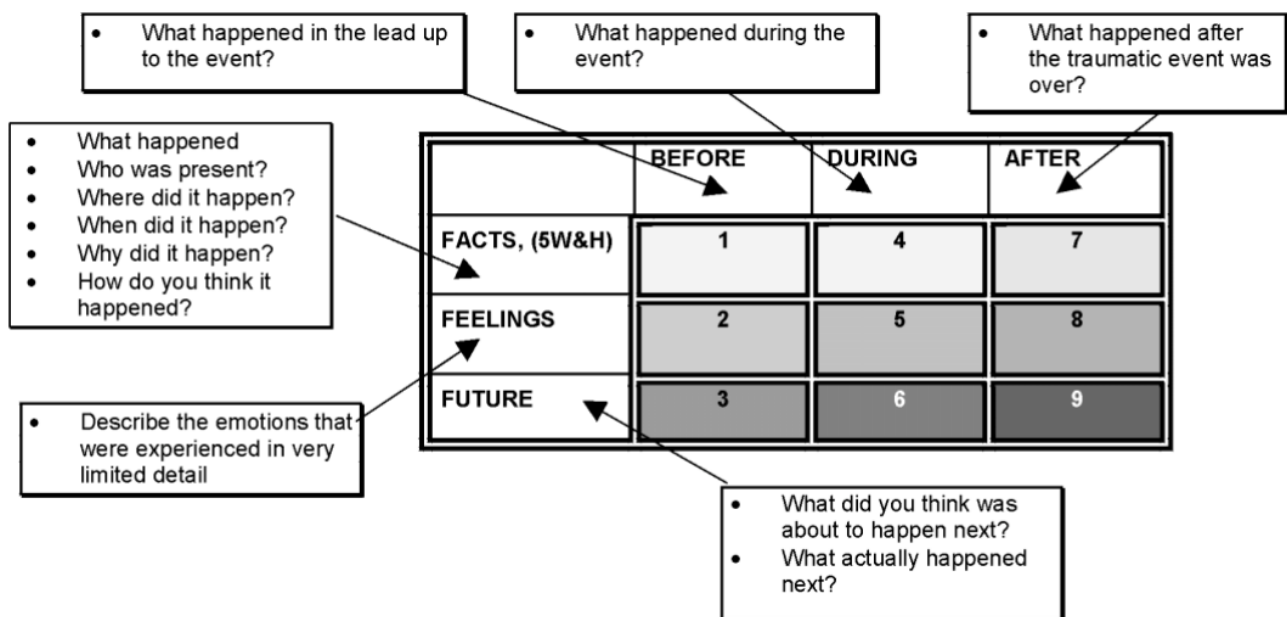 • What happened in the lead up
to the event?
• What happened during the
event?
• What happened after
the traumatic event was
over?
• What happened
• Who was present?
• Where did it happen?
• When did it happen?
• Why did it happen?
• How do you think it
happened?
BEFORE DURING AFTER
FACTS, (5W&H) 1 4 7
FEELINGS 2 5 8
FUTURE 3 6 9
• Describe the emotions that
were experienced in very
limited detail
• What did you think was
about to happen next?
• What actually happened
next?